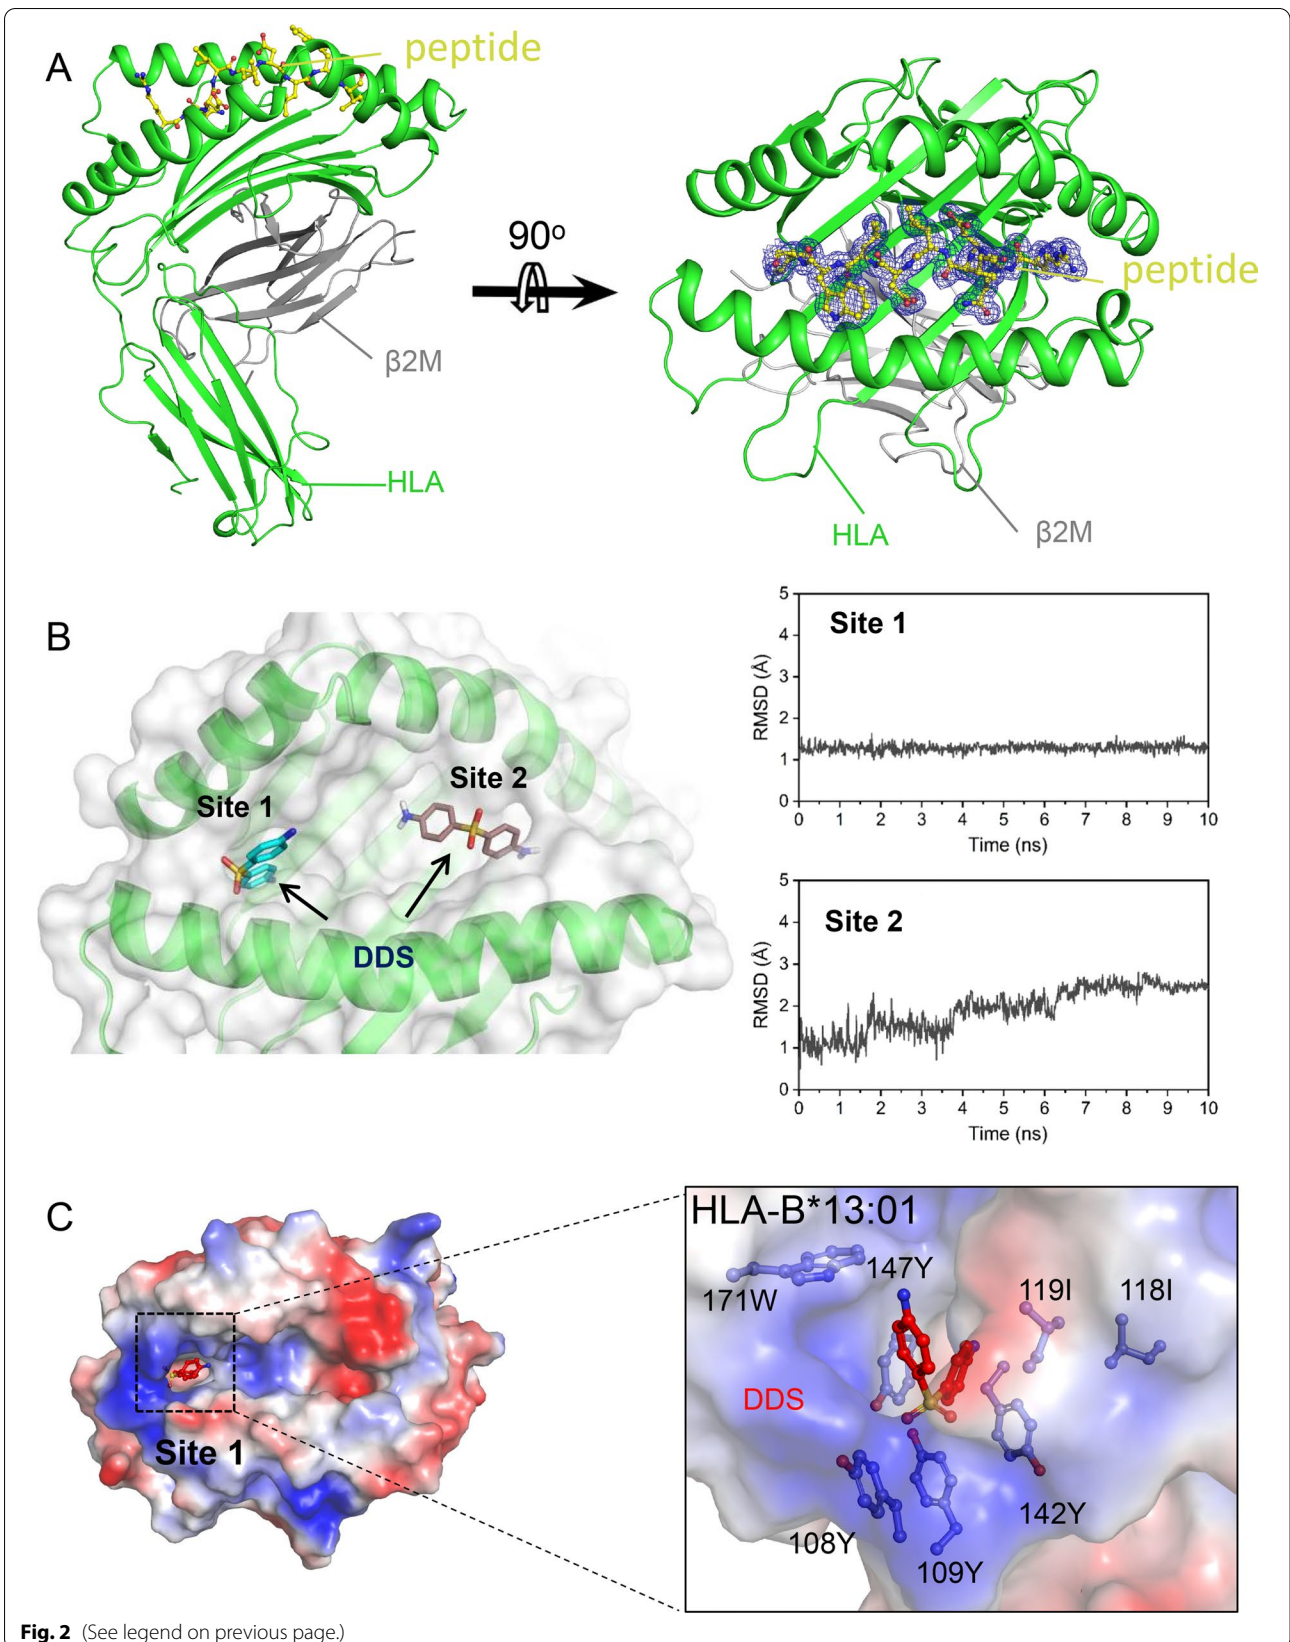 A
peptide
90o
peptide
β2M
HLA
HLA
β2M
B
Site 1
Site 2
DDS
Site 1
RMSD (Å)
5
4
3
2
1
0
0 1 2 3 4 5 6 7 8 9 10
Time (ns)
Site 2
RMSD (Å)
5
4
3
2
1
0
0 1 2 3 4 5 6 7 8 9 10
Time (ns)
C
Site 1
HLA-B*13:01
147Y
171W
119I
118I
DDS
142Y
108Y
109Y
Fig. 2 (See legend on previous page.)